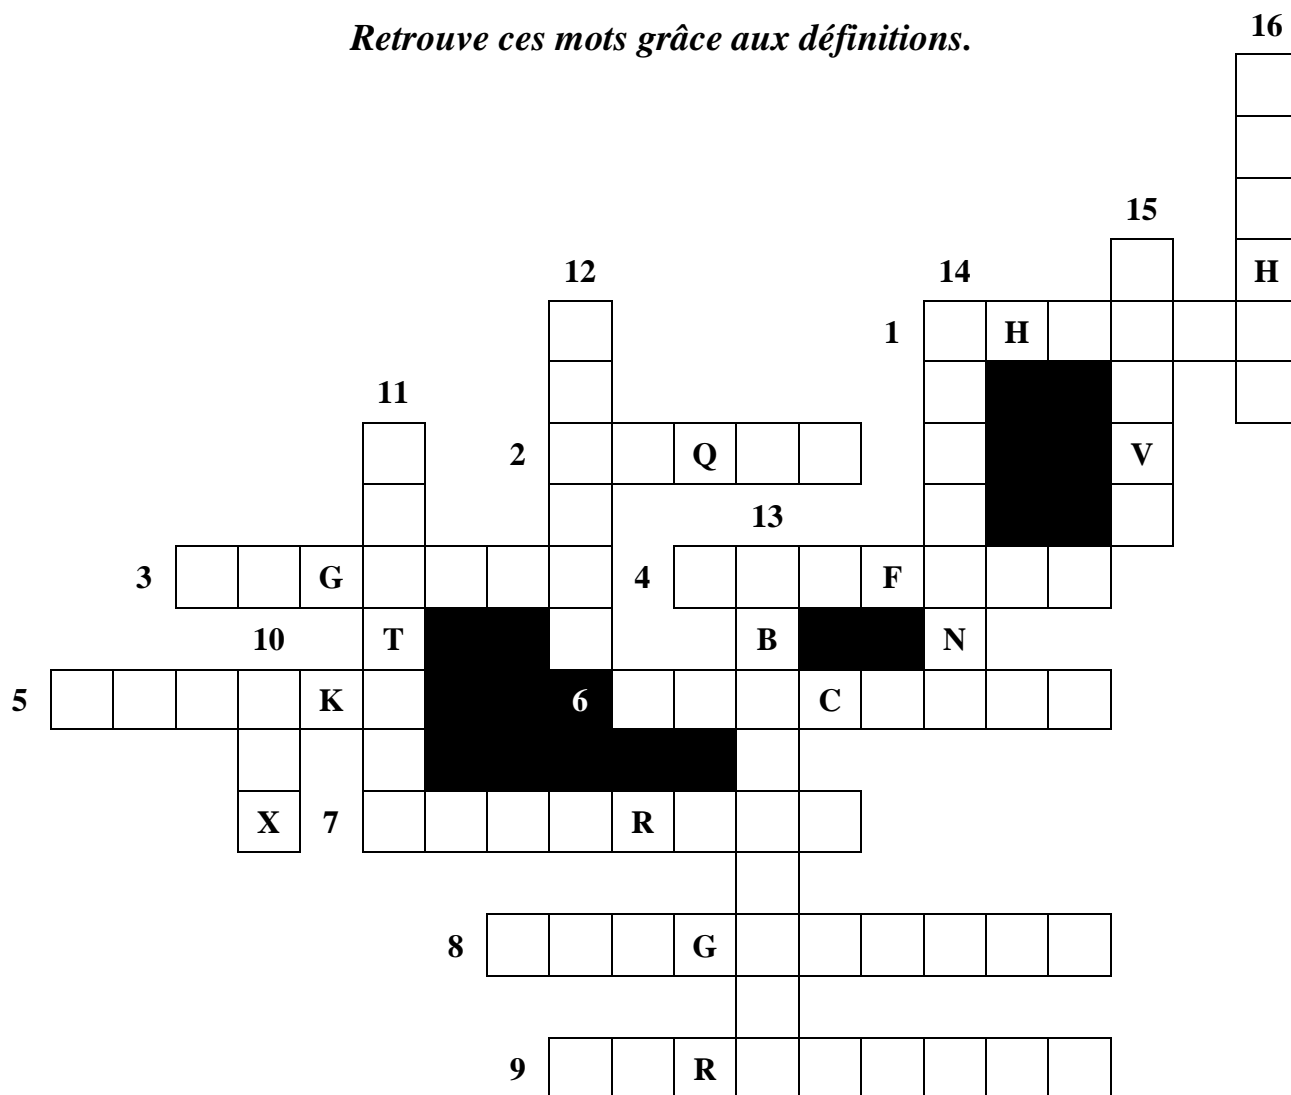 Retrouve ces mots grâce aux définitions.
16
15
12 14 H
1 H
11
2 Q V
13
3 G 4 F
10 T B N
5 K 6 C
X 7 R
8 G
9 R